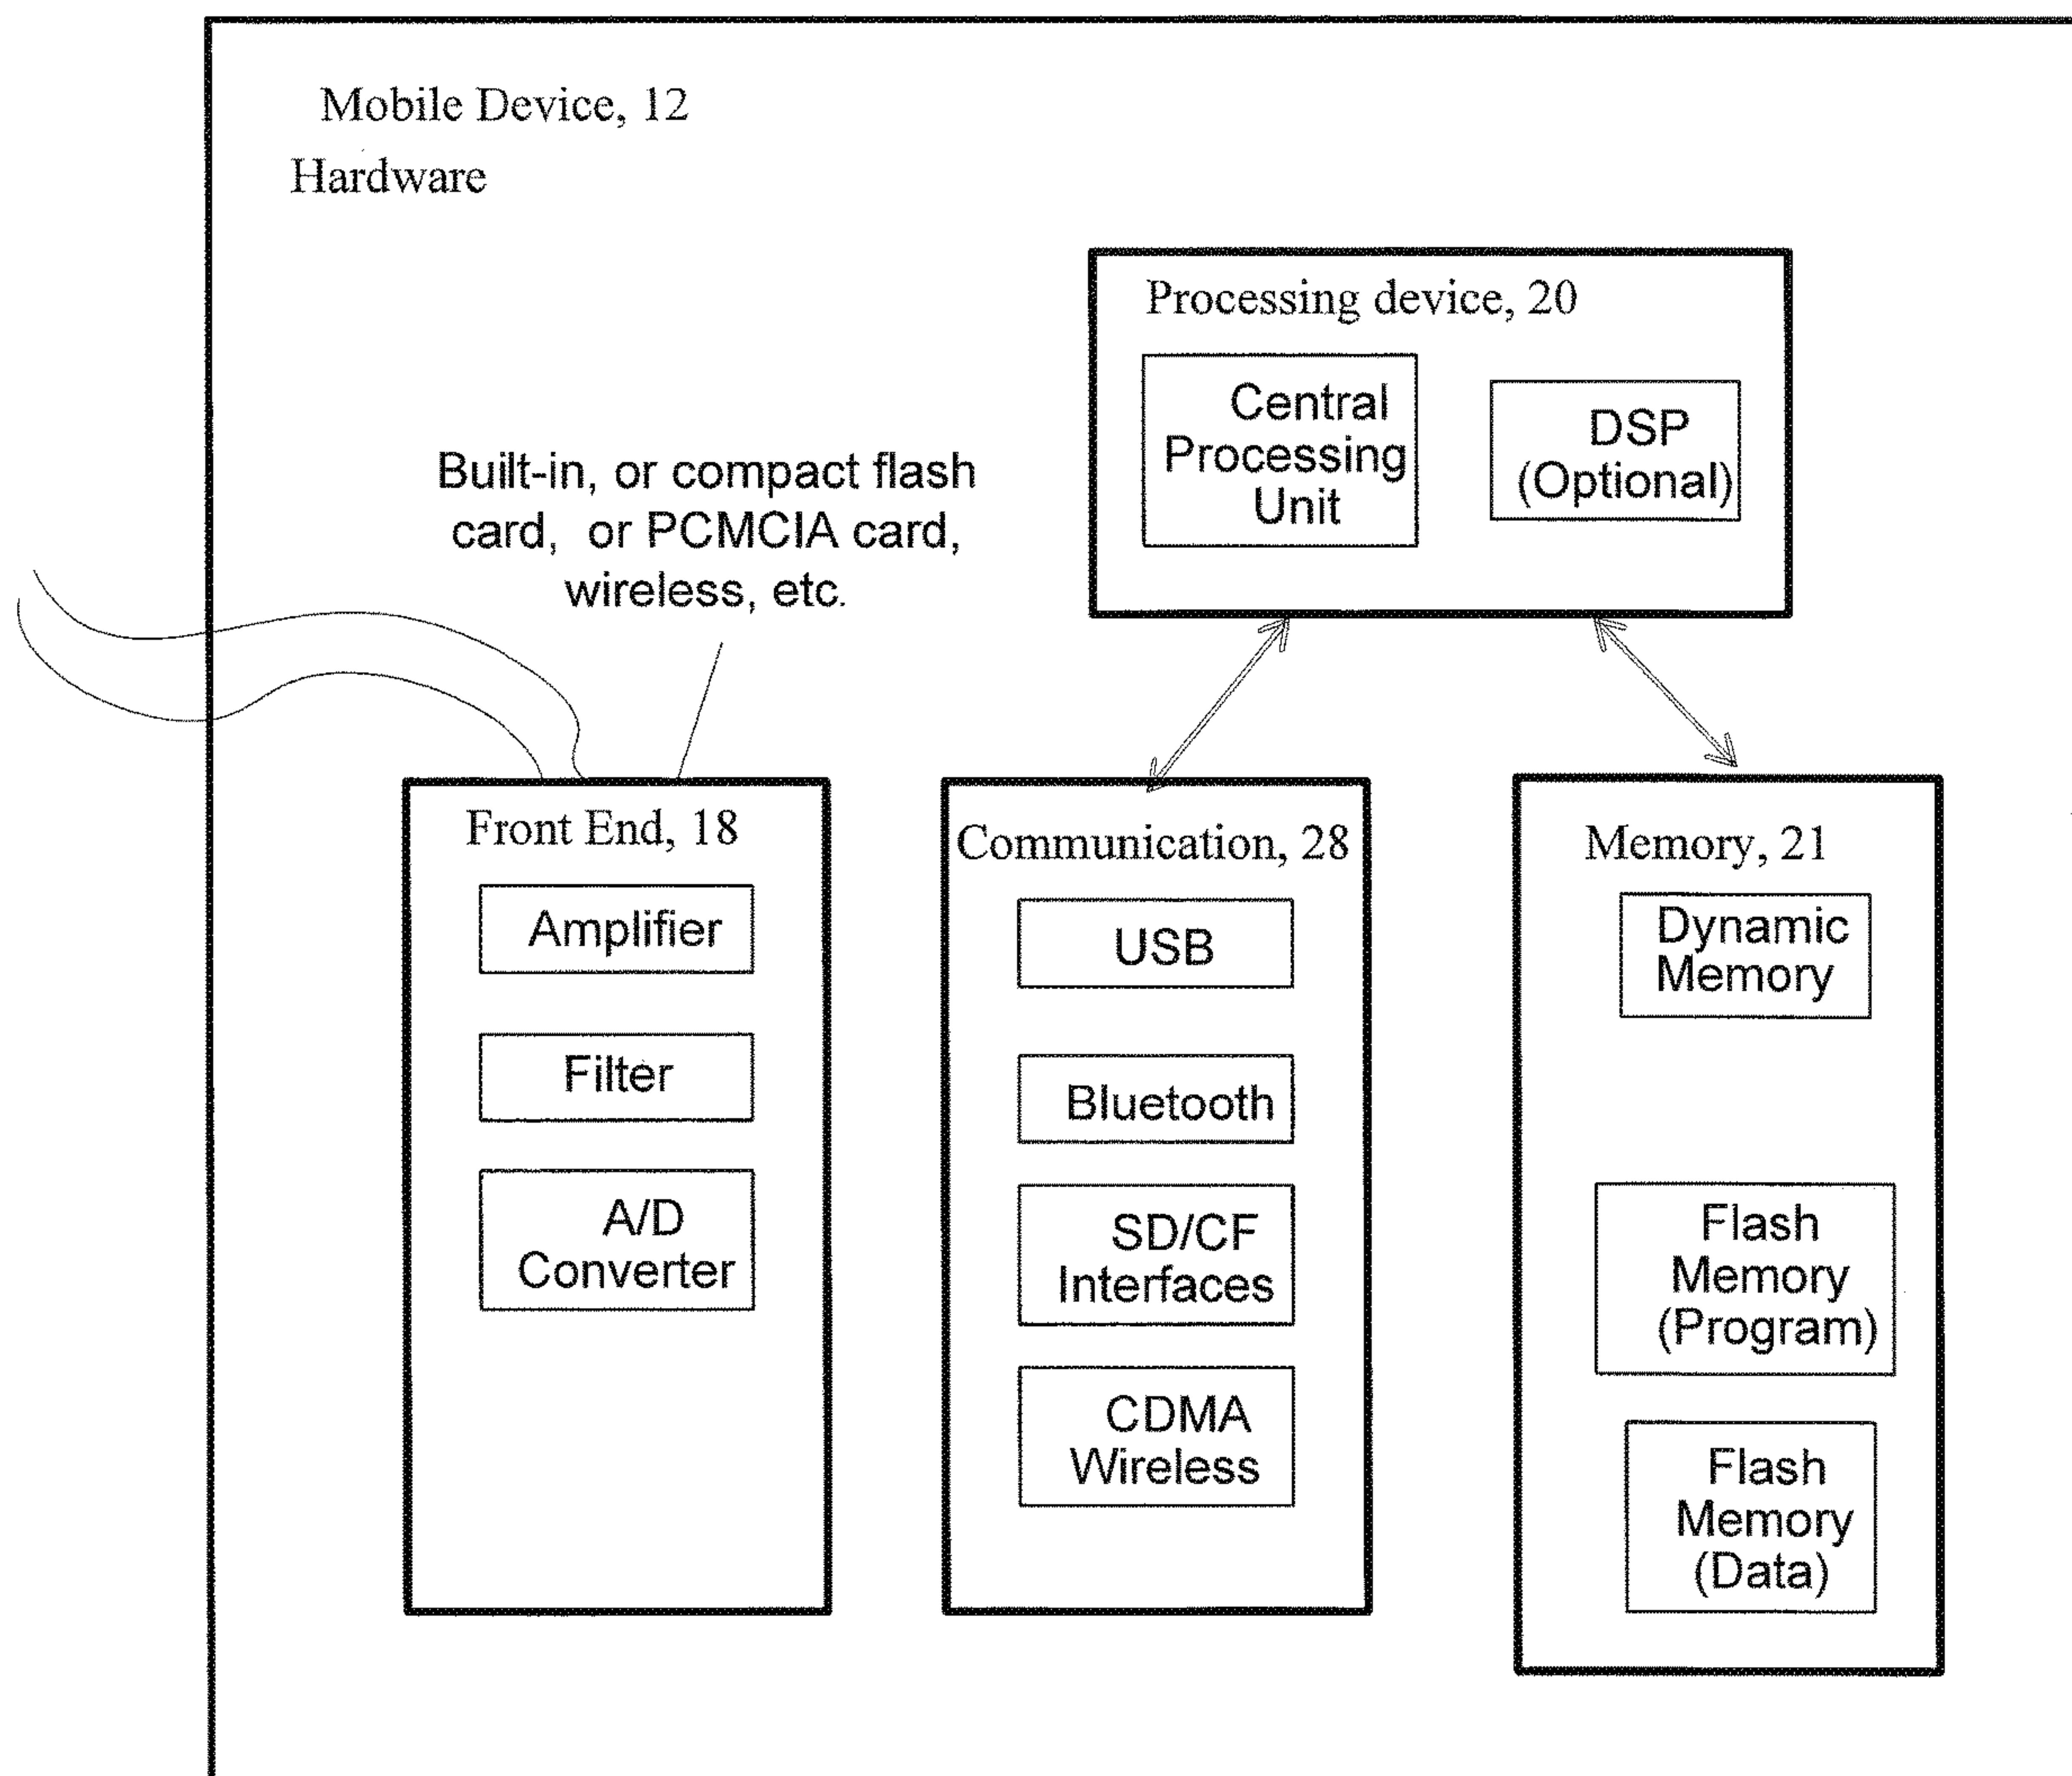 Mobile Device, 12
Hardware
Processing device, 20
Central
Processing
Unit
DSP
(Optional)
Built-in, or compact flash
card, or PCMCIA card,
wireless, etc.
Front End, 18
Amplifier
Filter
A/D
Converter
Communication, 28
USB
Bluetooth
SD/CF
Interfaces
CDMA
Wireless
Memory, 21
Dynamic
Memory
Flash
Memory
(Program)
Flash
Memory
(Data)